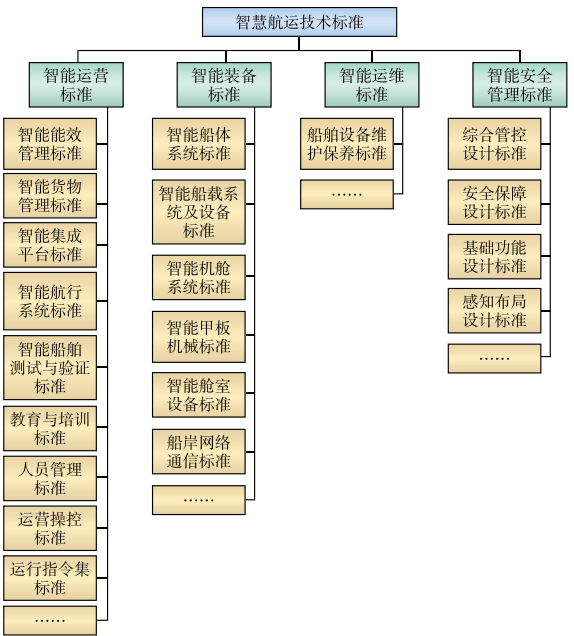 智慧航运技术标准
智能运营
标准
智能能效
管理标准
智能货物
管理标准
智能集成
平台标准
智能航行
系统标准
智能船舶
测试与验证
标准
教育与培训
标准
人员管理
标准
运营操控
标准
运行指令集
标准
……
智能装备
标准
智能船体
系统标准
智能船载系
统及设备
标准
智能机舱
系统标准
智能甲板
机械标准
智能舱室
设备标准
船岸网络
通信标准
……
智能运维
标准
船舶设备维
护保养标准
……
智能安全
管理标准
综合管控
设计标准
安全保障
设计标准
基础功能
设计标准
感知布局
设计标准
……